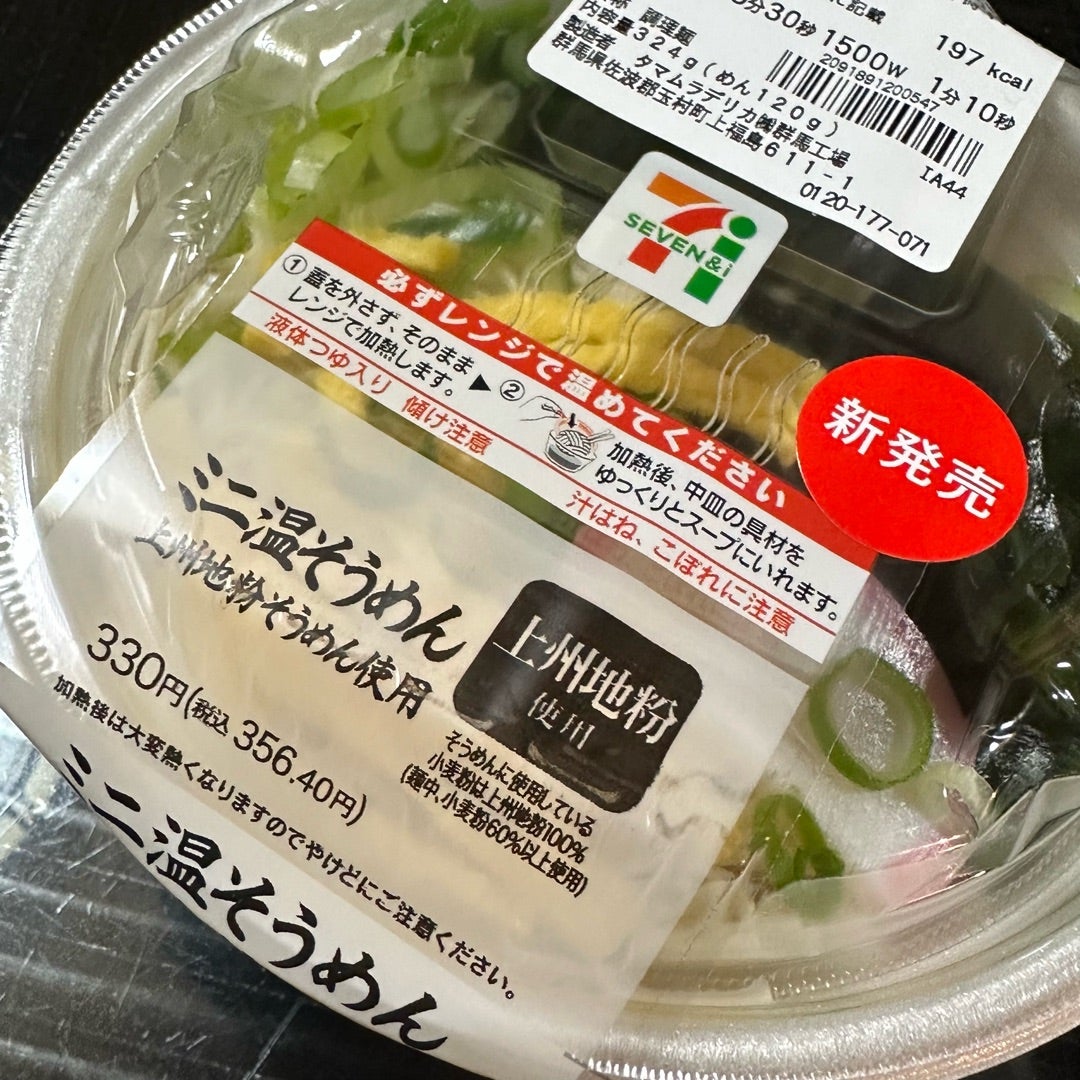 に記載
分30秒 1500W 1分10秒
197kcal
称 調理麺
内容量324g(めん120g)
製造者 タマムラデリカ㈱群馬工場
群馬県佐波郡玉村町上福島611-1
0120-177-071
2091891200547
IA44
SEVEN&i
新発売
必ずレンジで温めてください
①蓋を外さず、そのまま
レンジで加熱します。
液体つゆ入り 傾け注意
▶②
加熱後、中皿の具材を
ゆっくりとスープにいれます。
汁はね、こぼれに注意
ミニ温そうめん
上州地粉そうめん使用
上州地粉
使用
330円(税込 356.40円)
そうめんに使用している
小麦粉は上州地粉100%
(麺中、小麦粉60%以上使用)
加熱後は大変熱くなりますのでやけどにご注意ください。
ミニ温そうめん